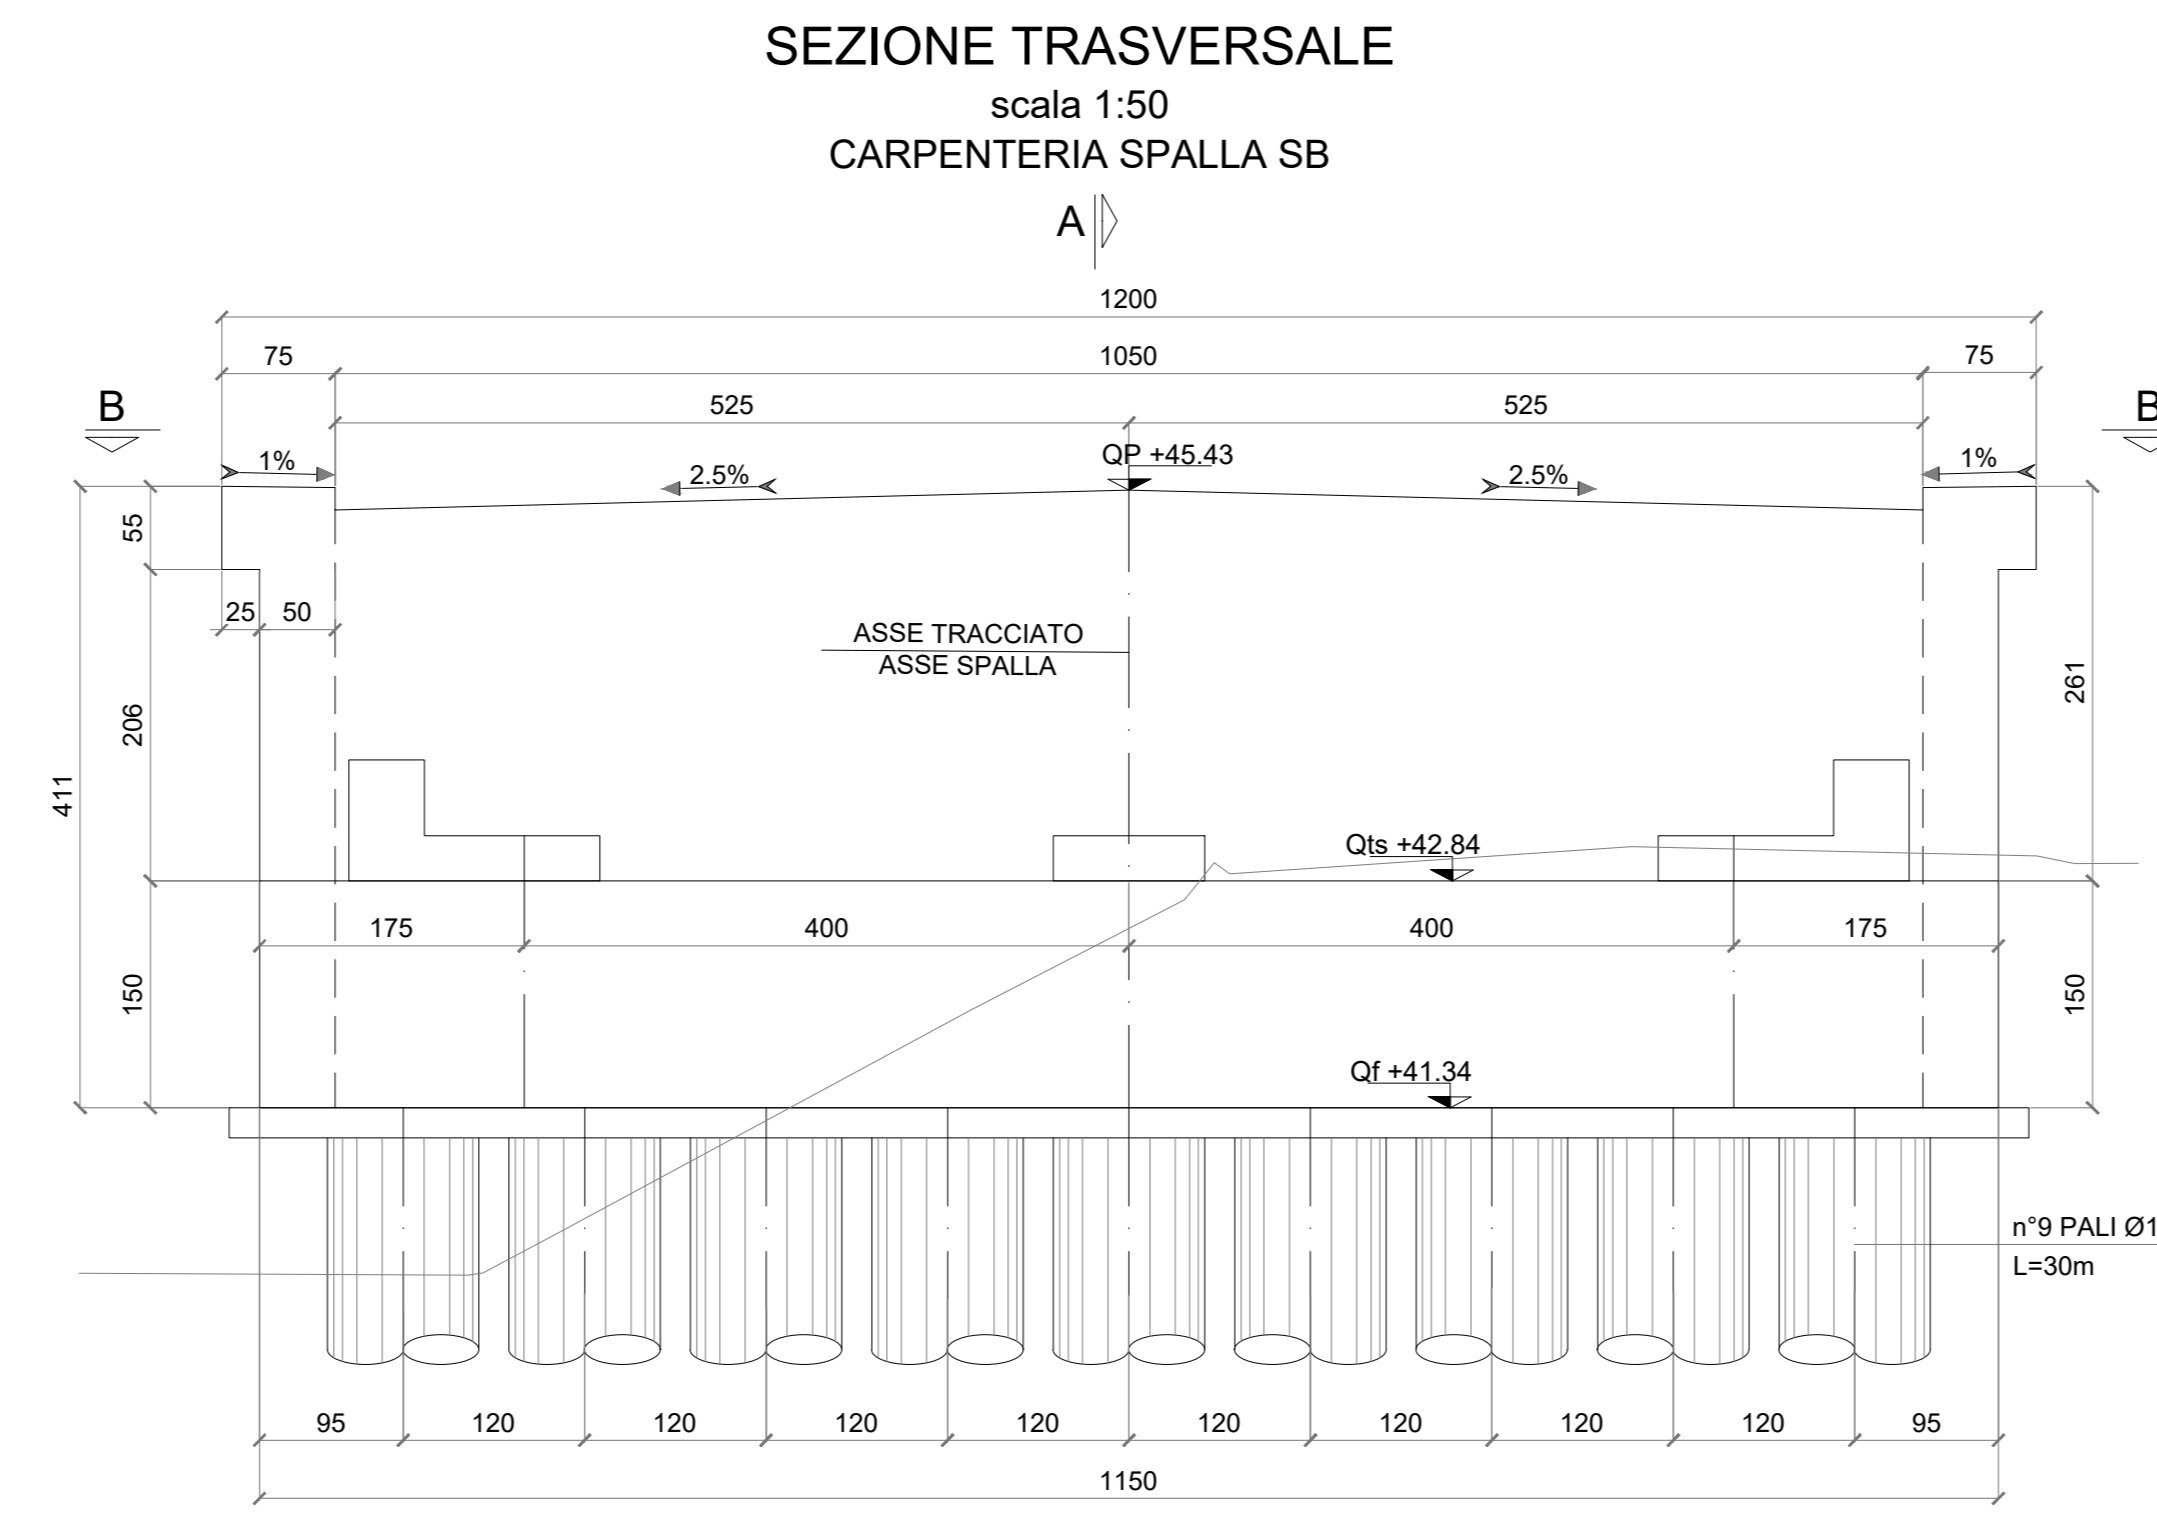 SEZIONE TRASVERSALE
scala 1:50
CARPENTERIA SPALLA SB
A
1200
75
1050
75
B
525
525
B
QP +45.43
1%
2.5%
2.5%
1%
55
25
50
ASSE TRACCIATO
ASSE SPALLA
206
261
411
Qts +42.84
175
400
400
175
150
150
Qf +41.34
n°9 PALI Ø1
L=30m
95
120
120
120
120
120
120
120
120
95
1150